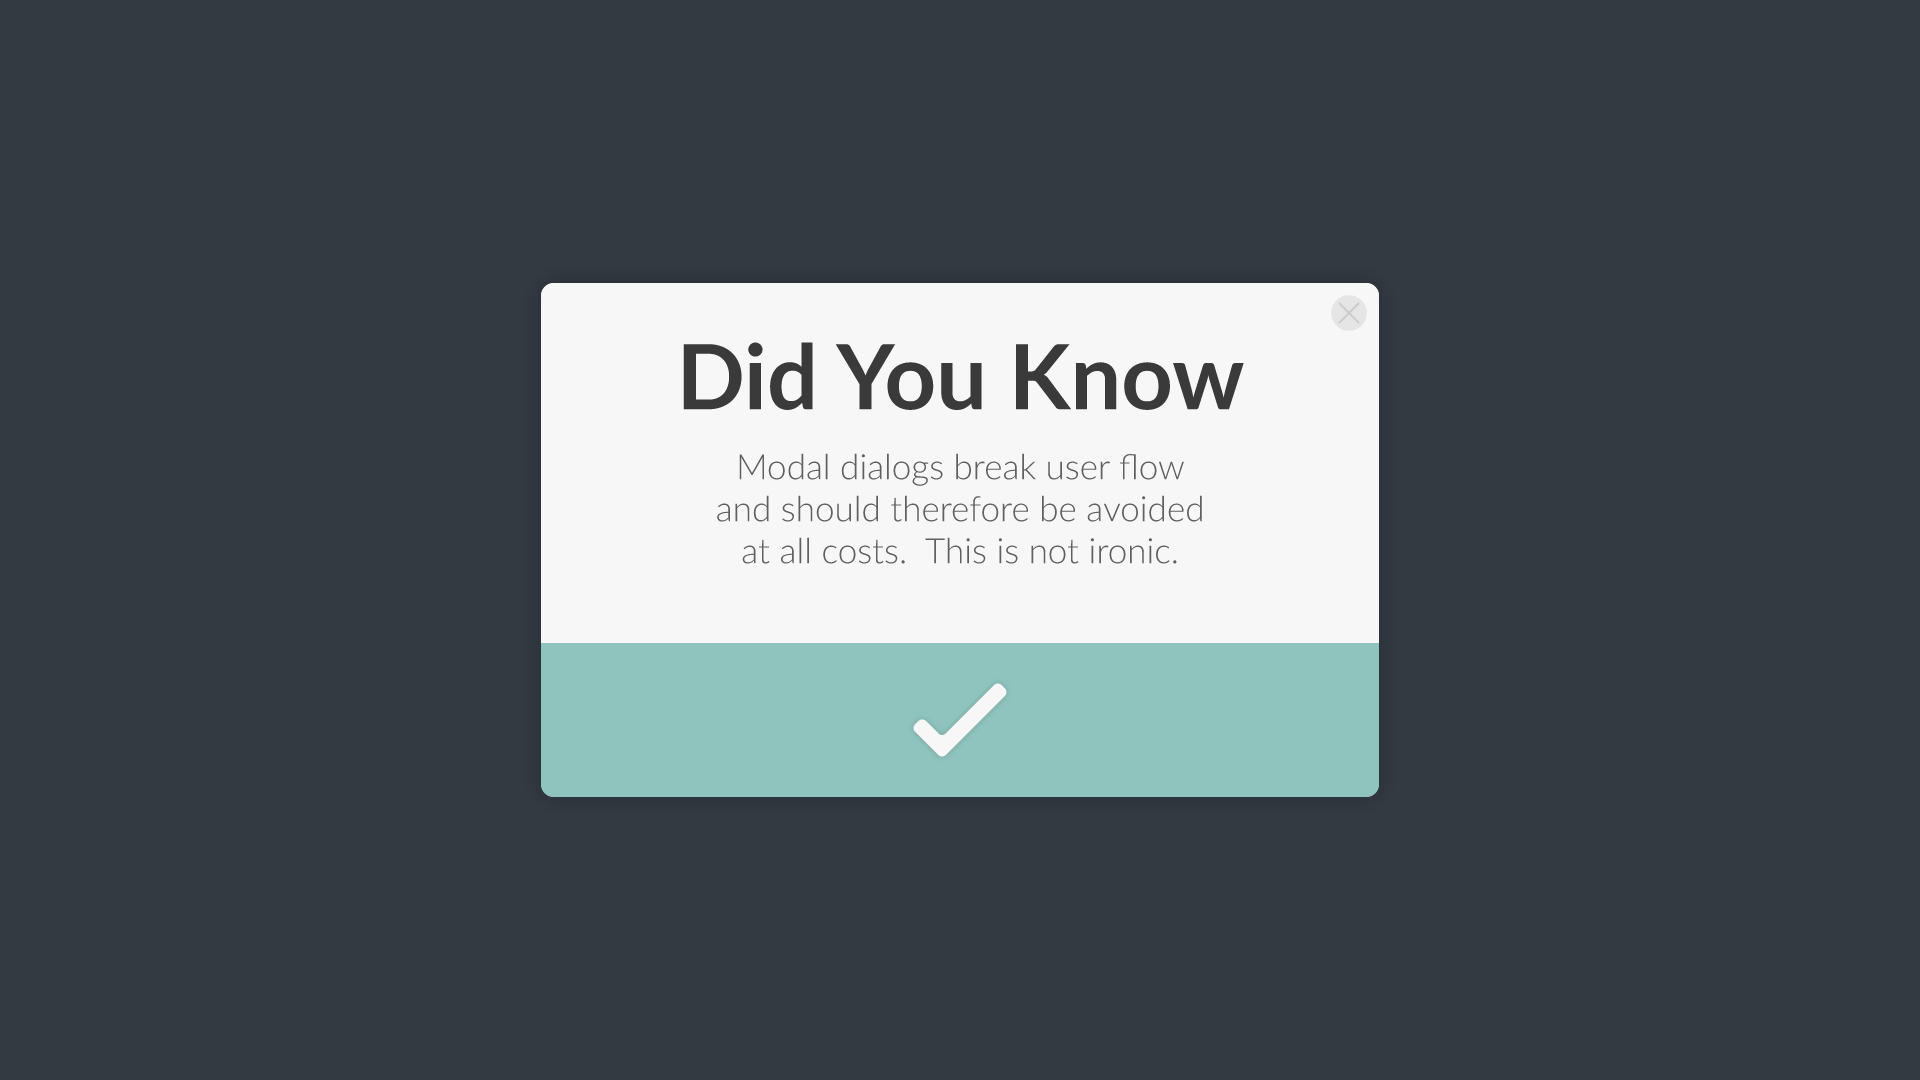 Did You Know
Modal dialogs break user flow
and should therefore be avoided
at all costs.  This is not ironic.